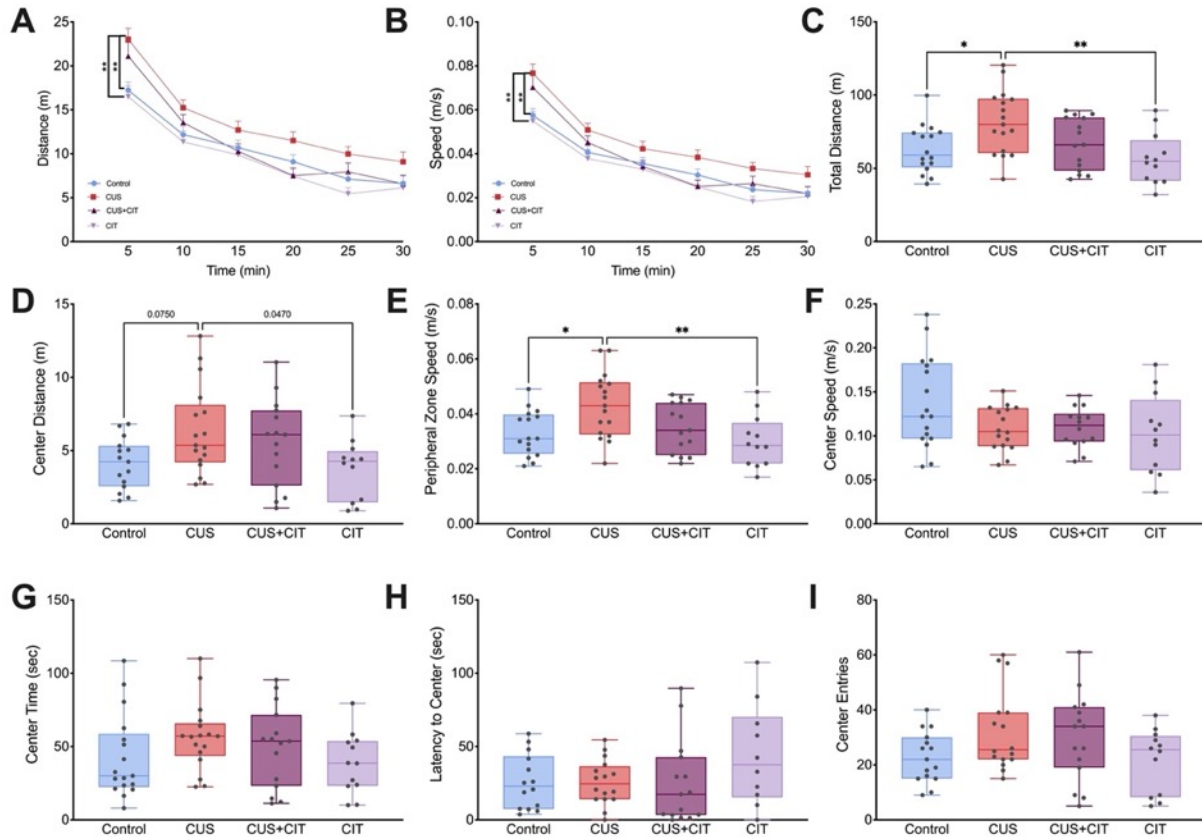 A
Distance (m)
25
20
15
10
5
0
**
**
Control
CUS
CUS+CIT
CIT
5 10 15 20 25 30
Time (min)
B
Speed (m/s)
0.10
0.08
0.06
0.04
0.02
0.00
**
**
Control
CUS
CUS+CIT
CIT
5 10 15 20 25 30
Time (min)
C
Total Distance (m)
150
100
50
0
* **
Control CUS CUS+CIT CIT
D
Center Distance (m)
15
10
5
0
0.0750 0.0470
Control CUS CUS+CIT CIT
E
Peripheral Zone Speed (m/s)
0.08
0.06
0.04
0.02
0.00
* **
Control CUS CUS+CIT CIT
F
Center Speed (m/s)
0.25
0.20
0.15
0.10
0.05
0.00
Control CUS CUS+CIT CIT
G
Center Time (sec)
150
100
50
0
Control CUS CUS+CIT CIT
H
Latency to Center (sec)
150
100
50
0
Control CUS CUS+CIT CIT
I
Center Entries
80
60
40
20
0
Control CUS CUS+CIT CIT